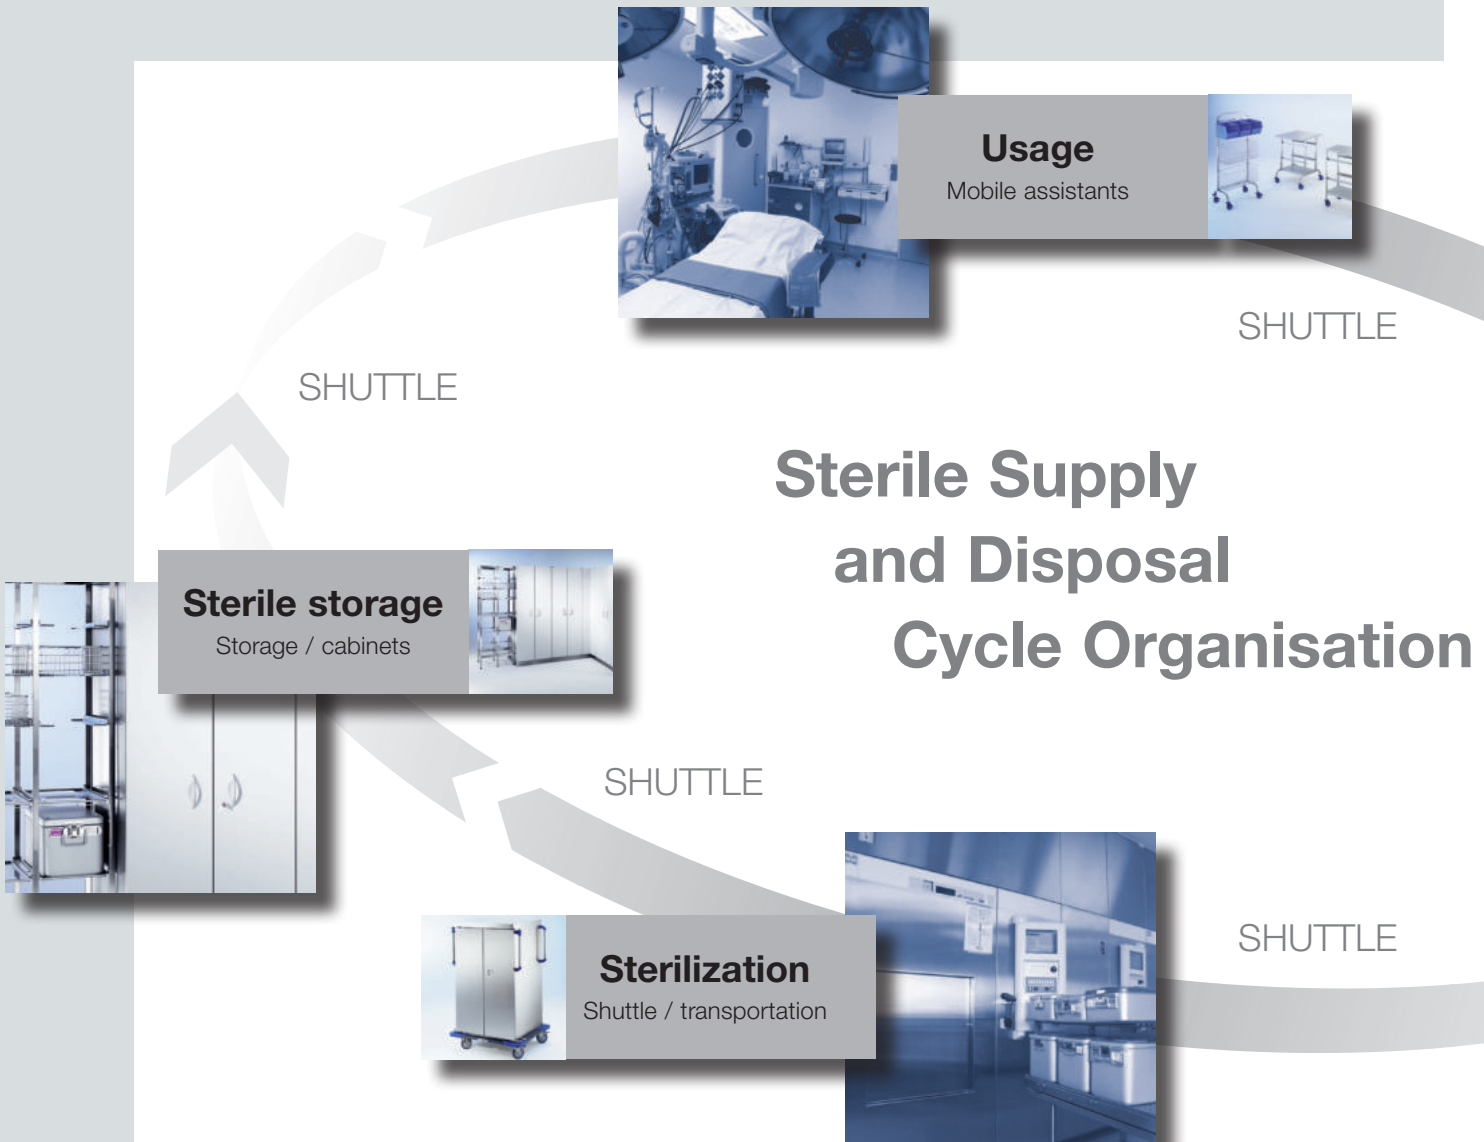 Usage
Mobile assistants
SHUTTLE
SHUTTLE
Sterile Supply
and Disposal
Cycle Organisation
Sterile storage
Storage / cabinets
SHUTTLE
SHUTTLE
Sterilization
Shuttle / transportation